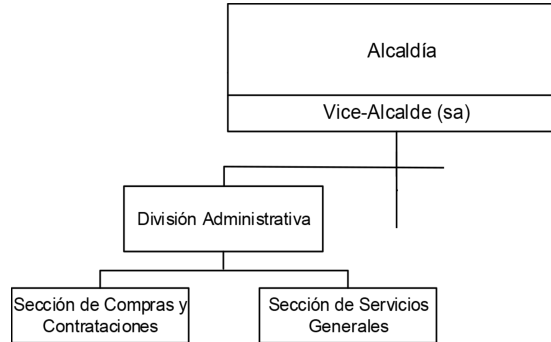 Alcaldía
Vice-Alcalde (sa)
División Administrativa
Sección de Compras y
Contrataciones
Sección de Servicios
Generales